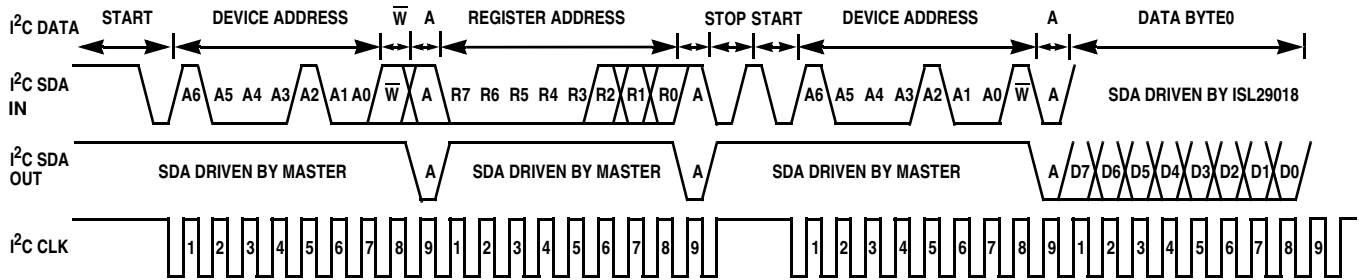 I²C DATA START DEVICE ADDRESS W̅ A REGISTER ADDRESS STOP START DEVICE ADDRESS A DATA BYTE0
I²C SDA IN A6 A5 A4 A3 A2 A1 A0 W̅ A R7 R6 R5 R4 R3 R2 R1 R0 A A6 A5 A4 A3 A2 A1 A0 W̅ A SDA DRIVEN BY ISL29018
I²C SDA OUT SDA DRIVEN BY MASTER A SDA DRIVEN BY MASTER A SDA DRIVEN BY MASTER A D7 D6 D5 D4 D3 D2 D1 D0
I²C CLK 1 2 3 4 5 6 7 8 9 1 2 3 4 5 6 7 8 9 1 2 3 4 5 6 7 8 9 1 2 3 4 5 6 7 8 9